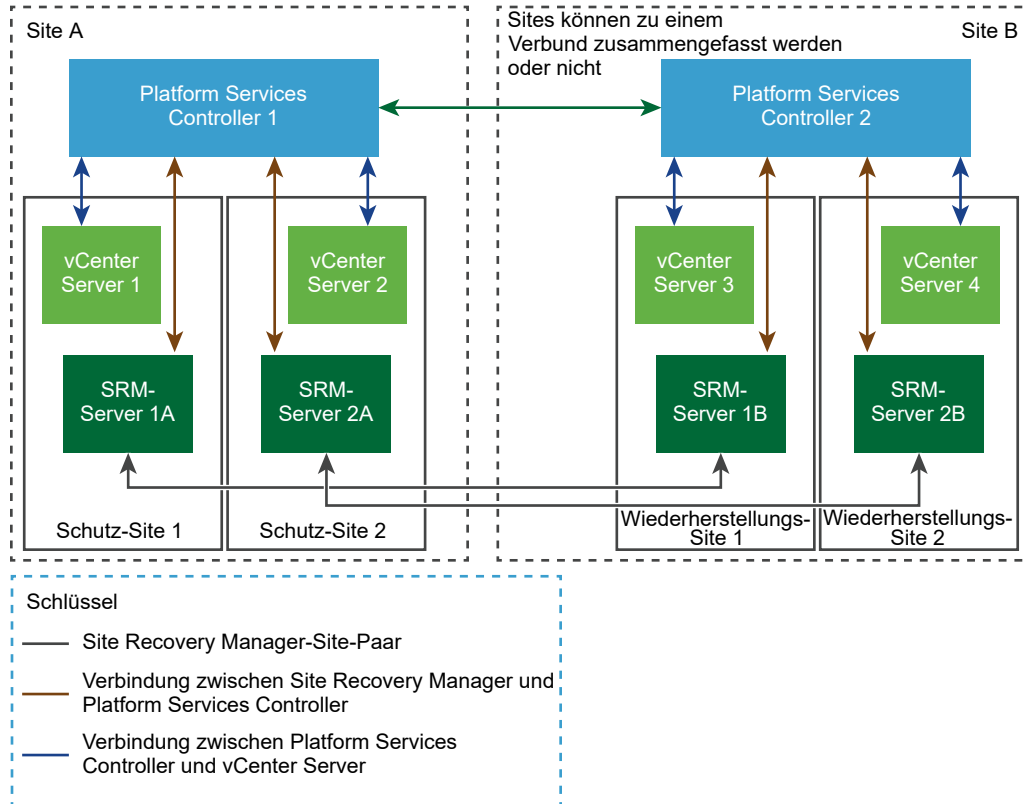 Site A
Sites können zu einem
Verbund zusammengefasst werden
oder nicht
Site B
Platform Services
Controller 1
Platform Services
Controller 2
vCenter
Server 1
vCenter
Server 2
vCenter
Server 3
vCenter
Server 4
SRM-
Server 1A
SRM-
Server 2A
SRM-
Server 1B
SRM-
Server 2B
Schutz-Site 1
Schutz-Site 2
Wiederherstellungs-
Site 1
Wiederherstellungs-
Site 2
Schlüssel
Site Recovery Manager-Site-Paar
Verbindung zwischen Site Recovery Manager und
Platform Services Controller
Verbindung zwischen Platform Services
Controller und vCenter Server